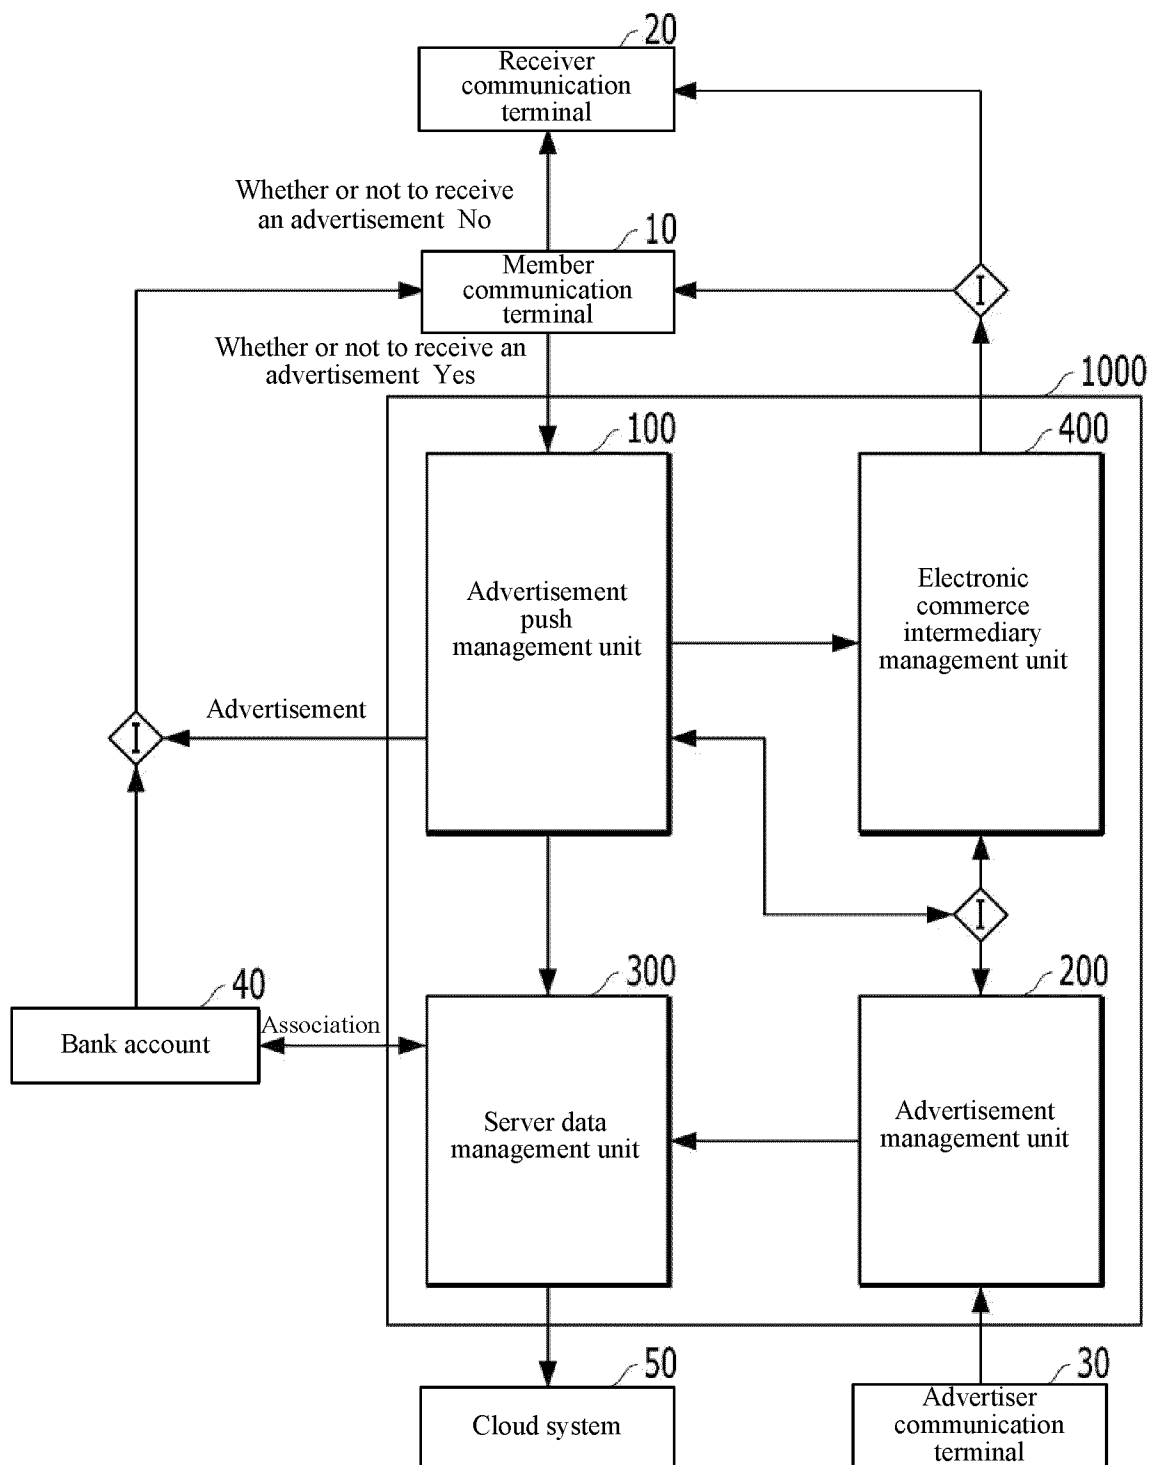 20
Receiver
communication
terminal
Whether or not to receive
an advertisement No
10
Member
communication
terminal
I
Whether or not to receive an
advertisement Yes
1000
100
400
Advertisement
push
management unit
Electronic
commerce
intermediary
management unit
Advertisement
I
I
40
300
200
Bank account
Association
Server data
management unit
Advertisement
management unit
50
30
Cloud system
Advertiser
communication
terminal